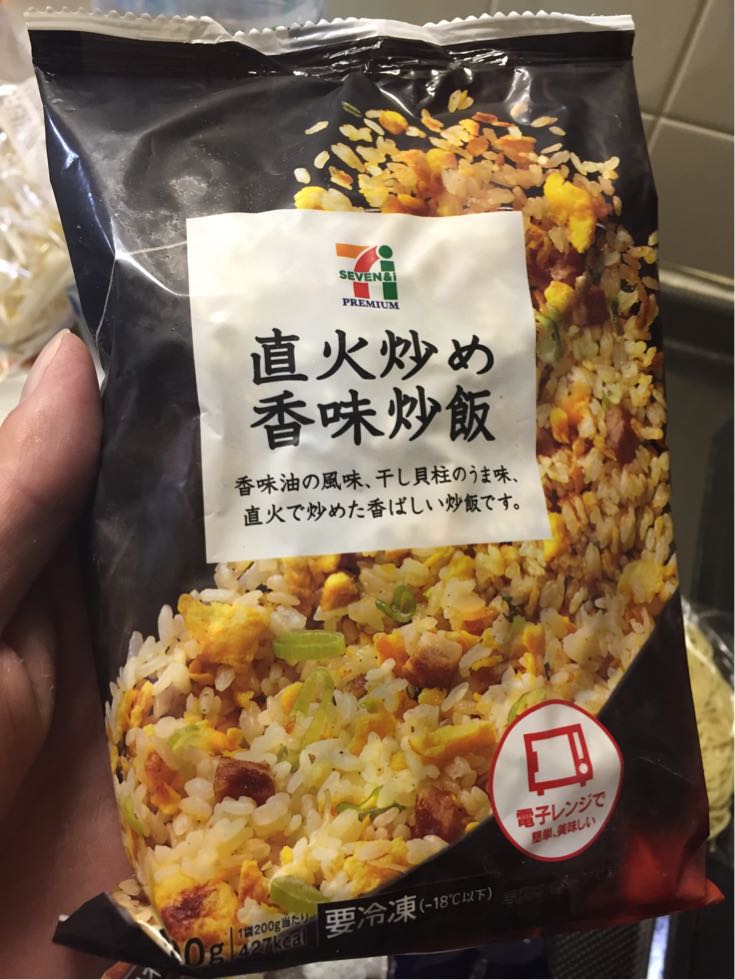 SEVEN&i
PREMIUM
直火炒め
香味炒飯
香味油の風味、干し貝柱のうま味、
直火で炒めた香ばしい炒飯です。
電子レンジで
簡単、美味しい
1袋200g当たり
427kcal
要冷凍(-18℃以下)